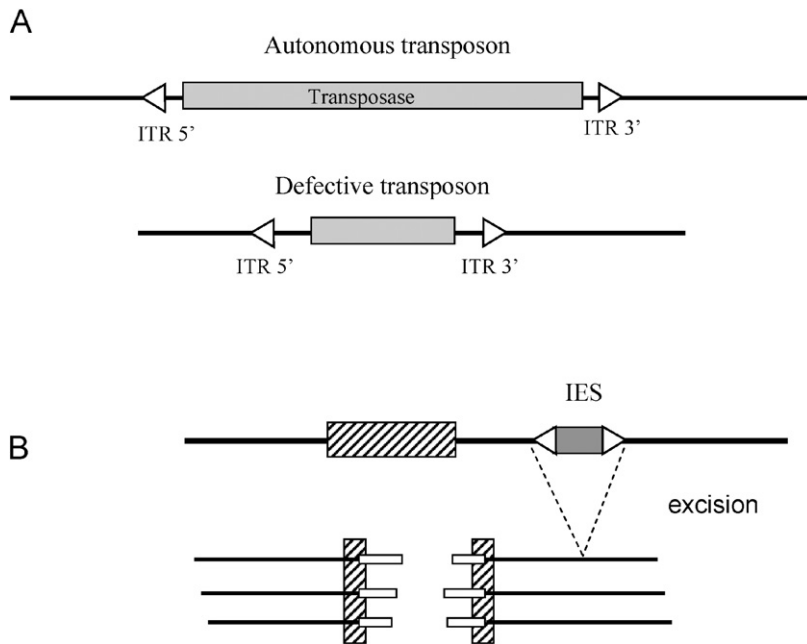 A
Autonomous transposon
Transposase
ITR 5’
ITR 3’
Defective transposon
ITR 5’
ITR 3’
IES
B
excision